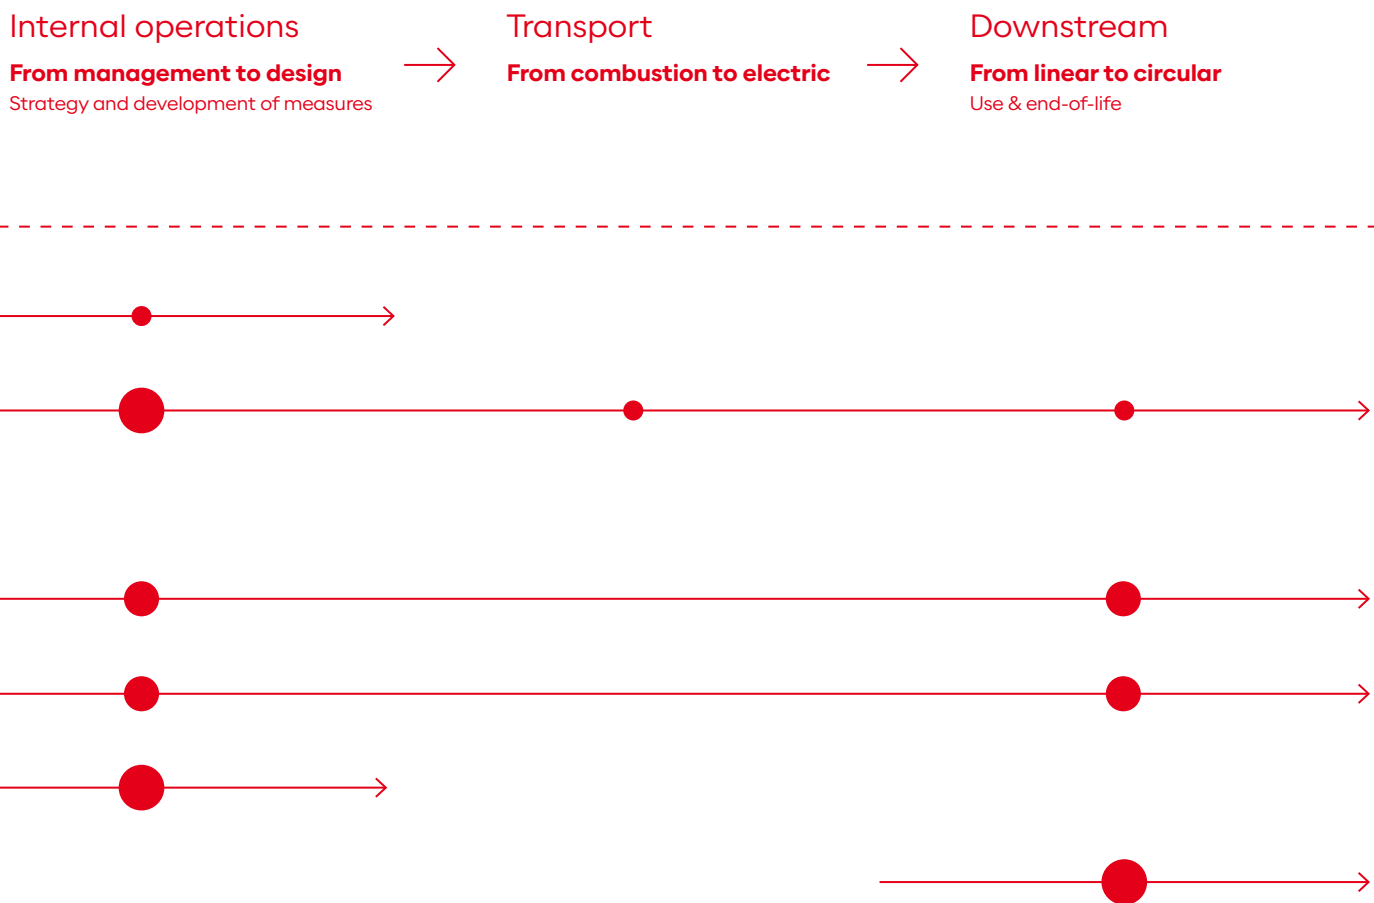 Internal operations
From management to design
Strategy and development of measures
Transport
From combustion to electric
Downstream
From linear to circular
Use & end-of-life